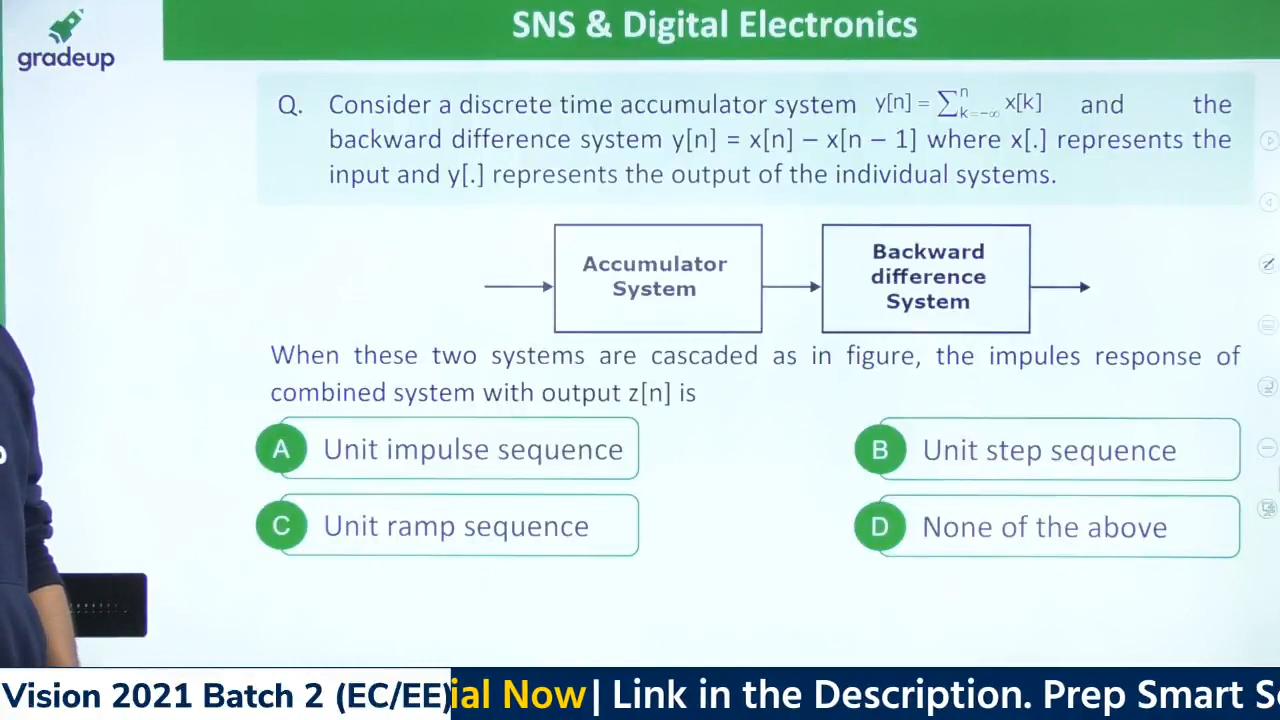 gradeup
SNS & Digital Electronics
Q. Consider a discrete time accumulator system y[n] = ∑ⁿₖ₌₋∞ x[k] and the
backward difference system y[n] = x[n] – x[n – 1] where x[.] represents the
input and y[.] represents the output of the individual systems.
Accumulator
System
Backward
difference
System
When these two systems are cascaded as in figure, the impules response of
combined system with output z[n] is
A Unit impulse sequence
B Unit step sequence
C Unit ramp sequence
D None of the above
Vision 2021 Batch 2 (EC/EE) ial Now | Link in the Description. Prep Smart S